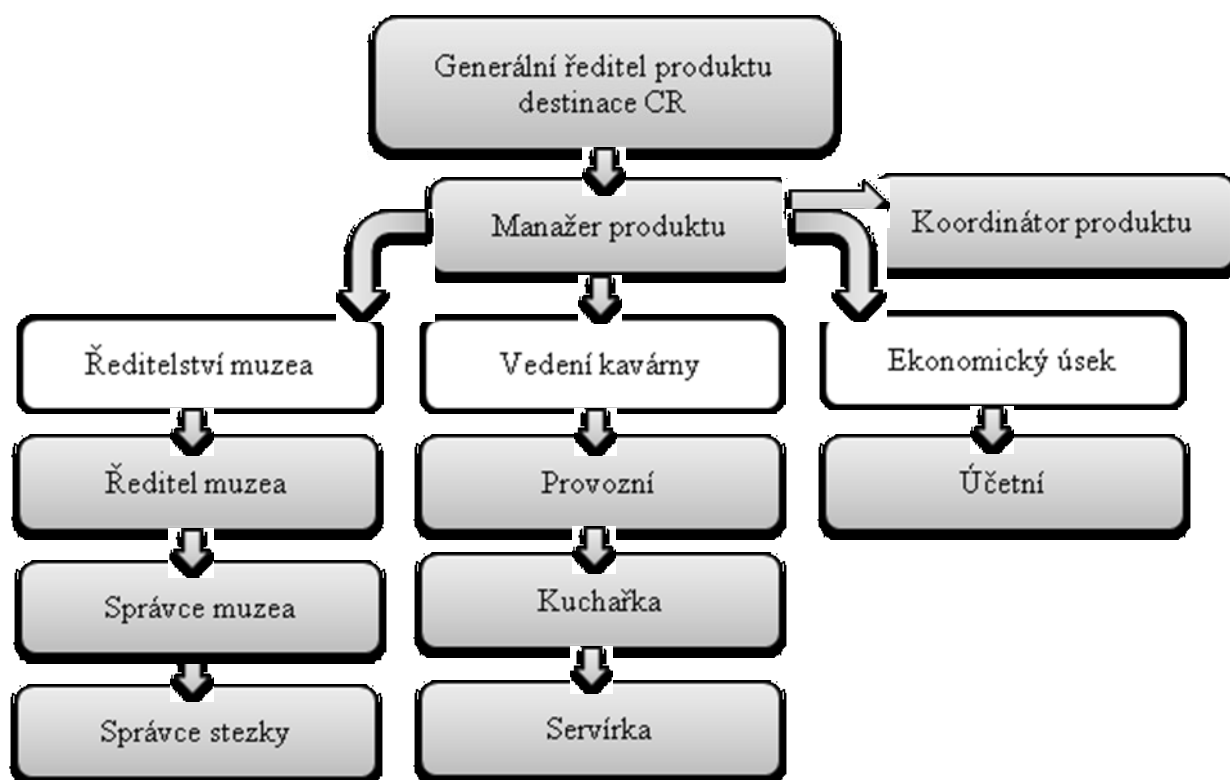 Generální ředitel produktu
destinace CR
Manažer produktu
Koordinátor produktu
Ředitelství muzea
Vedení kavárny
Ekonomický úsek
Ředitel muzea
Provozní
Účetní
Správce muzea
Kuchařka
Správce stezky
Servírka